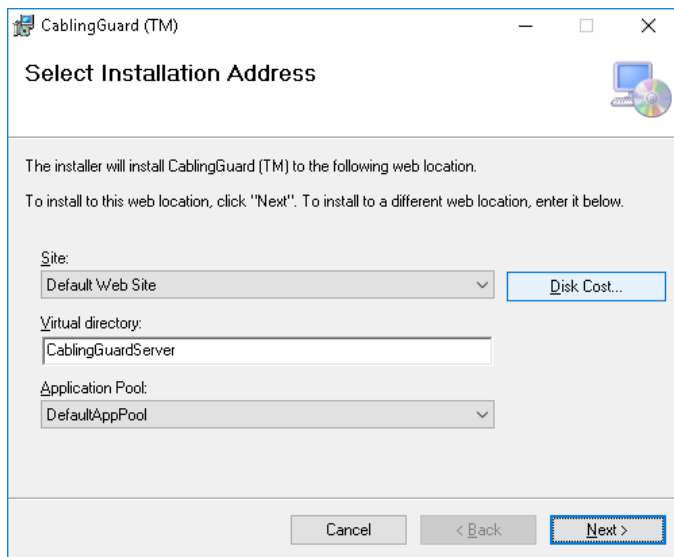 CablingGuard (TM)
Select Installation Address
The installer will install CablingGuard (TM) to the following web location.
To install to this web location, click "Next". To install to a different web location, enter it below.
Site:
Default Web Site
Disk Cost...
Virtual directory:
CablingGuardServer
Application Pool:
DefaultAppPool
Cancel
< Back
Next >